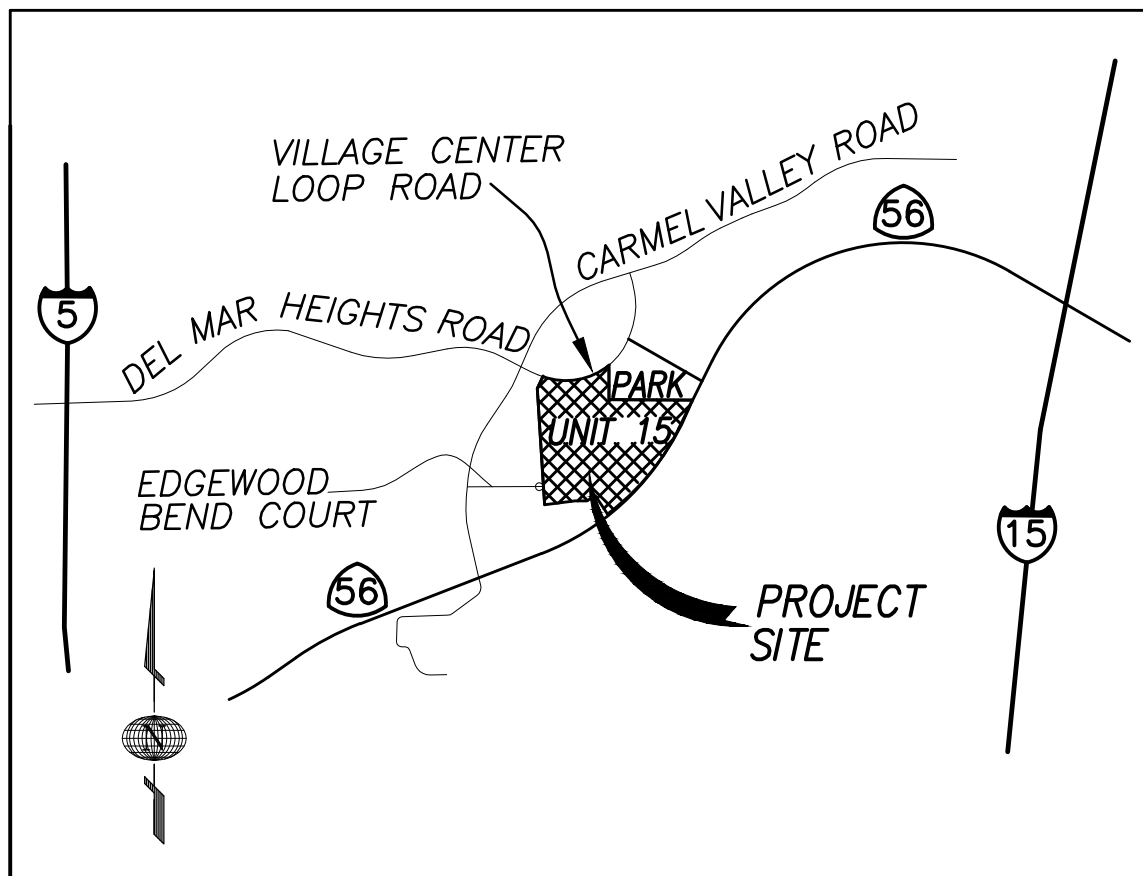 VILLAGE CENTER
LOOP ROAD
CARMEL VALLEY ROAD
56
5
DEL MAR HEIGHTS ROAD
PARK
UNIT 15
EDGEWOOD
BEND COURT
15
56
PROJECT
SITE
N